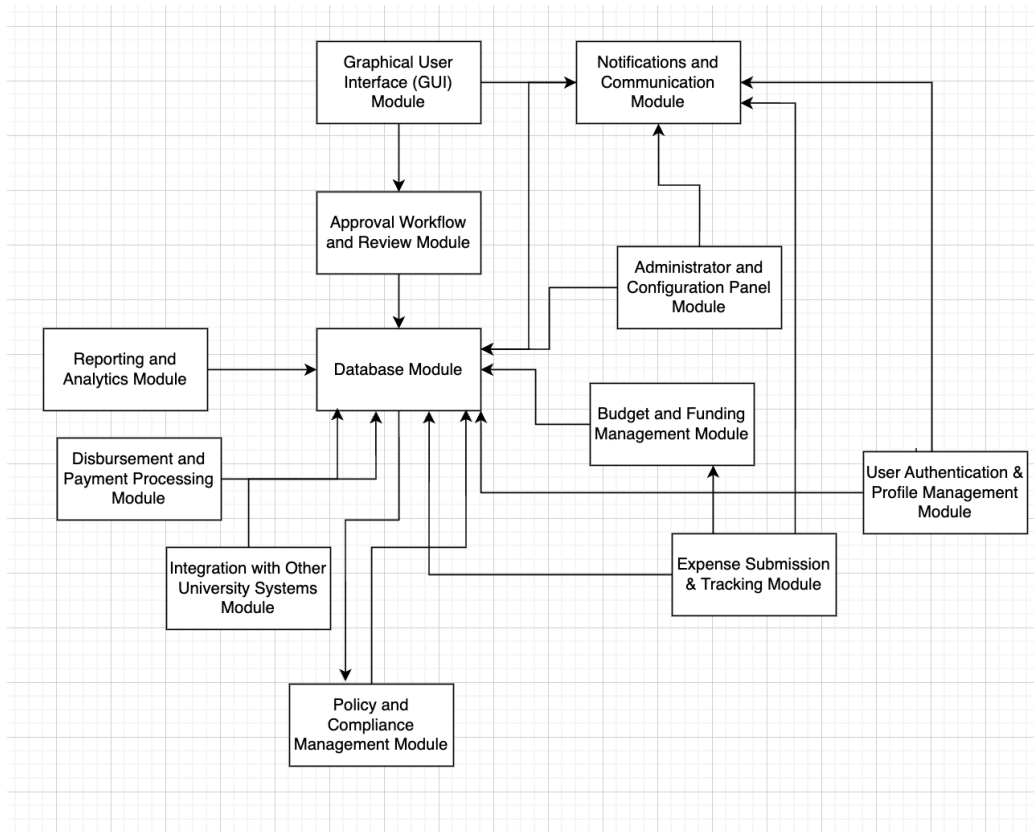 Graphical User
Interface (GUI)
Module
Notifications and
Communication
Module
Approval Workflow
and Review Module
Administrator and
Configuration Panel
Module
Reporting and
Analytics Module
Database Module
Budget and Funding
Management Module
Disbursement and
Payment Processing
Module
User Authentication &
Profile Management
Module
Integration with Other
University Systems
Module
Expense Submission
& Tracking Module
Policy and
Compliance
Management Module